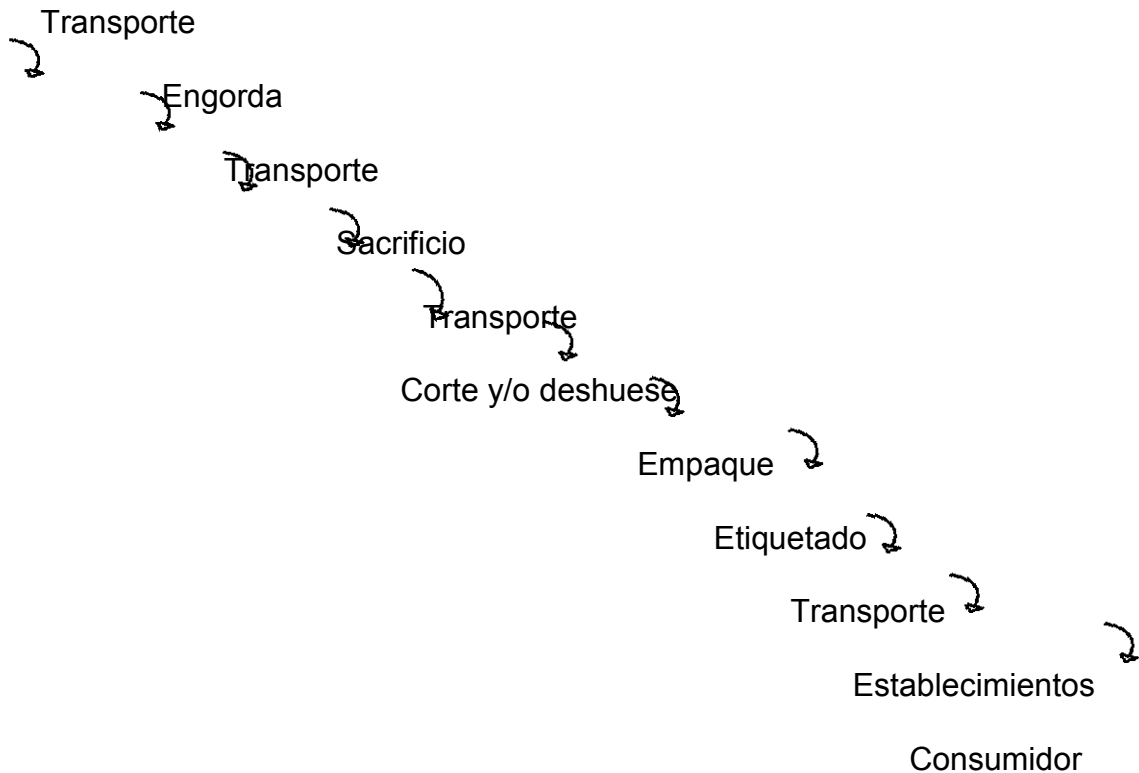 Transporte
Engorda
Transporte
Sacrificio
Transporte
Corte y/o deshuese
Empaque
Etiquetado
Transporte
Establecimientos
Consumidor